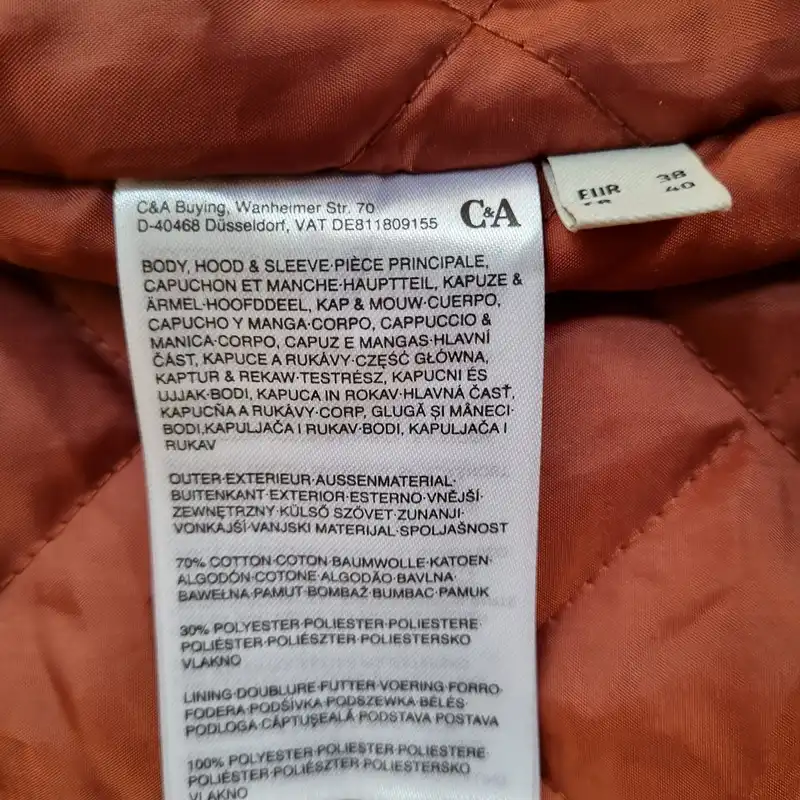 C&A Buying, Wanheimer Str. 70
D-40468 Düsseldorf, VAT DE811809155
C&A
EUR 38
40
BODY, HOOD & SLEEVE·PIÈCE PRINCIPALE,
CAPUCHON ET MANCHE·HAUPTTEIL, KAPUZE &
ÄRMEL·HOOFDDEEL, KAP & MOUW·CUERPO,
CAPUCHO Y MANGA·CORPO, CAPPUCCIO &
MANICA·CORPO, CAPUZ E MANGAS·HLAVNÍ
ČÁST, KAPUCE A RUKÁVY·CZĘŚĆ GŁÓWNA,
KAPTUR & REKAW·TESTRÉSZ, KAPUCNI ÉS
UJJAK·BODI, KAPUCA IN ROKAV·HLAVNÁ ČASŤ,
KAPUCŇA A RUKÁVY·CORP, GLUGĂ ȘI MÂNECI·
BODI,KAPULJAČA I RUKAV·BODI, KAPULJAČA I
RUKAV
OUTER·EXTERIEUR·AUSSENMATERIAL·
BUITENKANT·EXTERIOR·ESTERNO·VNĚJŠÍ·
ZEWNĘTRZNY·KÜLSŐ SZÖVET·ZUNANJI·
VONKAJŠÍ·VANJSKI MATERIJAL·SPOLJAŠNOST
70% COTTON·COTON·BAUMWOLLE·KATOEN·
ALGODÓN·COTONE·ALGODÃO·BAVLNA·
BAWEŁNA·PAMUT·BOMBAŽ·BUMBAC·PAMUK
30% POLYESTER·POLIESTER·POLIESTERE·
POLIÉSTER·POLIÉSZTER·POLIESTERSKO
VLAKNO
LINING·DOUBLURE·FUTTER·VOERING·FORRO·
FODERA·PODŠÍVKA·PODSZEWKA·BÉLÉS·
PODLOGA·CĂPTUȘEALĂ·PODSTAVA·POSTAVA
100% POLYESTER·POLIESTER·POLIESTERE·
POLIÉSTER·POLIÉSZTER·POLIESTERSKO
VLAKNO